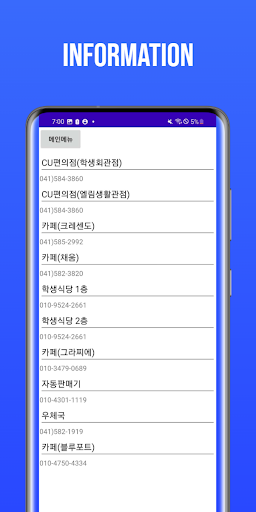 INFORMATION
7:00 5%
메인메뉴
CU편의점(학생회관점)
041)584-3860
CU편의점(엘림생활관점)
041)584-3860
카페(크레센도)
041)585-2992
카페(채움)
041)582-3820
학생식당 1층
010-9524-2661
학생식당 2층
010-9524-2661
카페(그라찌에)
010-3479-0689
자동판매기
010-4301-1119
우체국
041)582-1919
카페(블루포트)
010-4750-4334